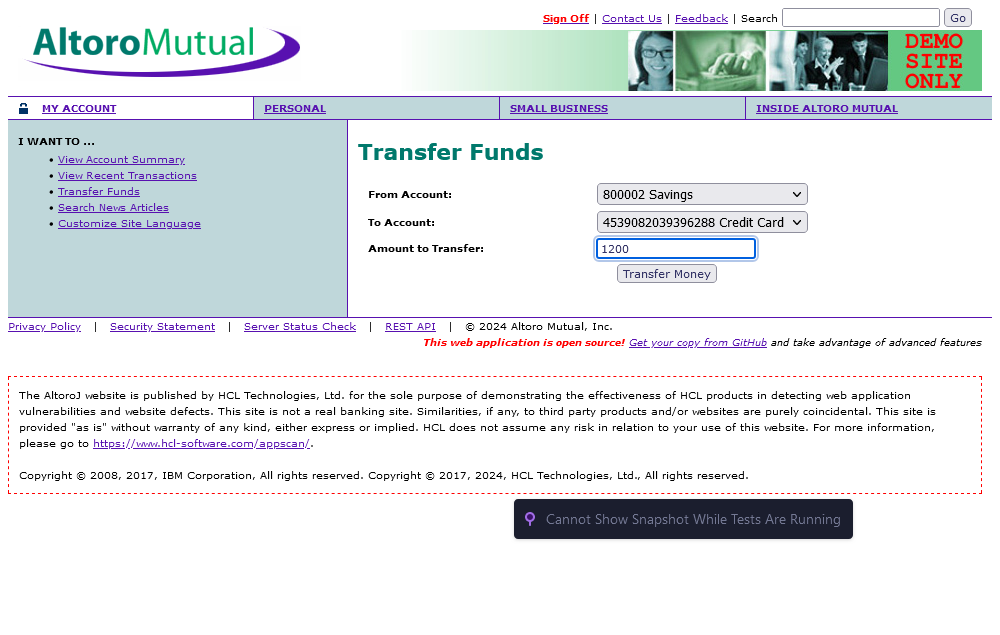 Sign Off | Contact Us | Feedback | Search Go
AltoroMutual
DEMO
SITE
ONLY
MY ACCOUNT PERSONAL SMALL BUSINESS INSIDE ALTORO MUTUAL
I WANT TO ...
• View Account Summary
• View Recent Transactions
• Transfer Funds
• Search News Articles
• Customize Site Language
Transfer Funds
From Account: 800002 Savings
To Account: 4539082039396288 Credit Card
Amount to Transfer: 1200
Transfer Money
Privacy Policy | Security Statement | Server Status Check | REST API | © 2024 Altoro Mutual, Inc.
This web application is open source! Get your copy from GitHub and take advantage of advanced features
The AltoroJ website is published by HCL Technologies, Ltd. for the sole purpose of demonstrating the effectiveness of HCL products in detecting web application
vulnerabilities and website defects. This site is not a real banking site. Similarities, if any, to third party products and/or websites are purely coincidental. This site is
provided "as is" without warranty of any kind, either express or implied. HCL does not assume any risk in relation to your use of this website. For more information,
please go to https://www.hcl-software.com/appscan/.
Copyright © 2008, 2017, IBM Corporation, All rights reserved. Copyright © 2017, 2024, HCL Technologies, Ltd., All rights reserved.
Cannot Show Snapshot While Tests Are Running